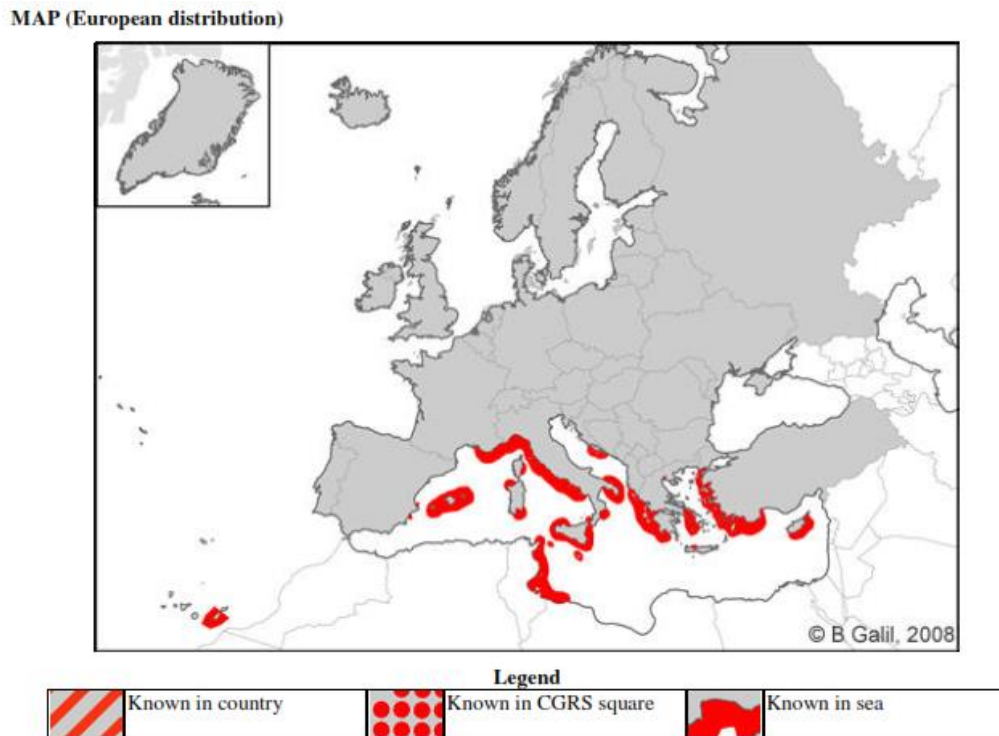 MAP (European distribution)
© B Galil, 2008
Legend
Known in country
Known in CGRS square
Known in sea